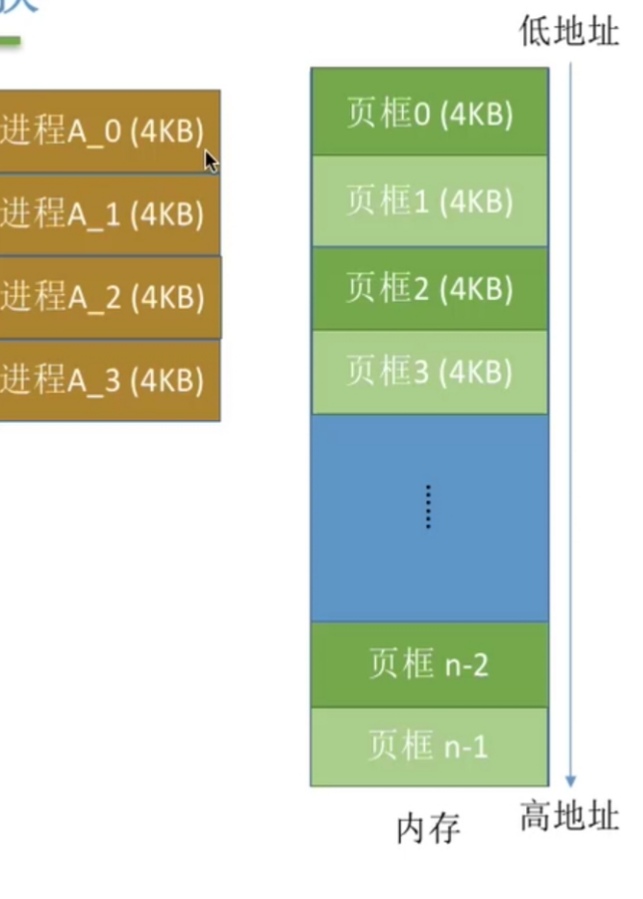 低地址
进程A_0 (4KB)
进程A_1 (4KB)
进程A_2 (4KB)
进程A_3 (4KB)
页框0 (4KB)
页框1 (4KB)
页框2 (4KB)
页框3 (4KB)
页框 n-2
页框 n-1
内存
高地址